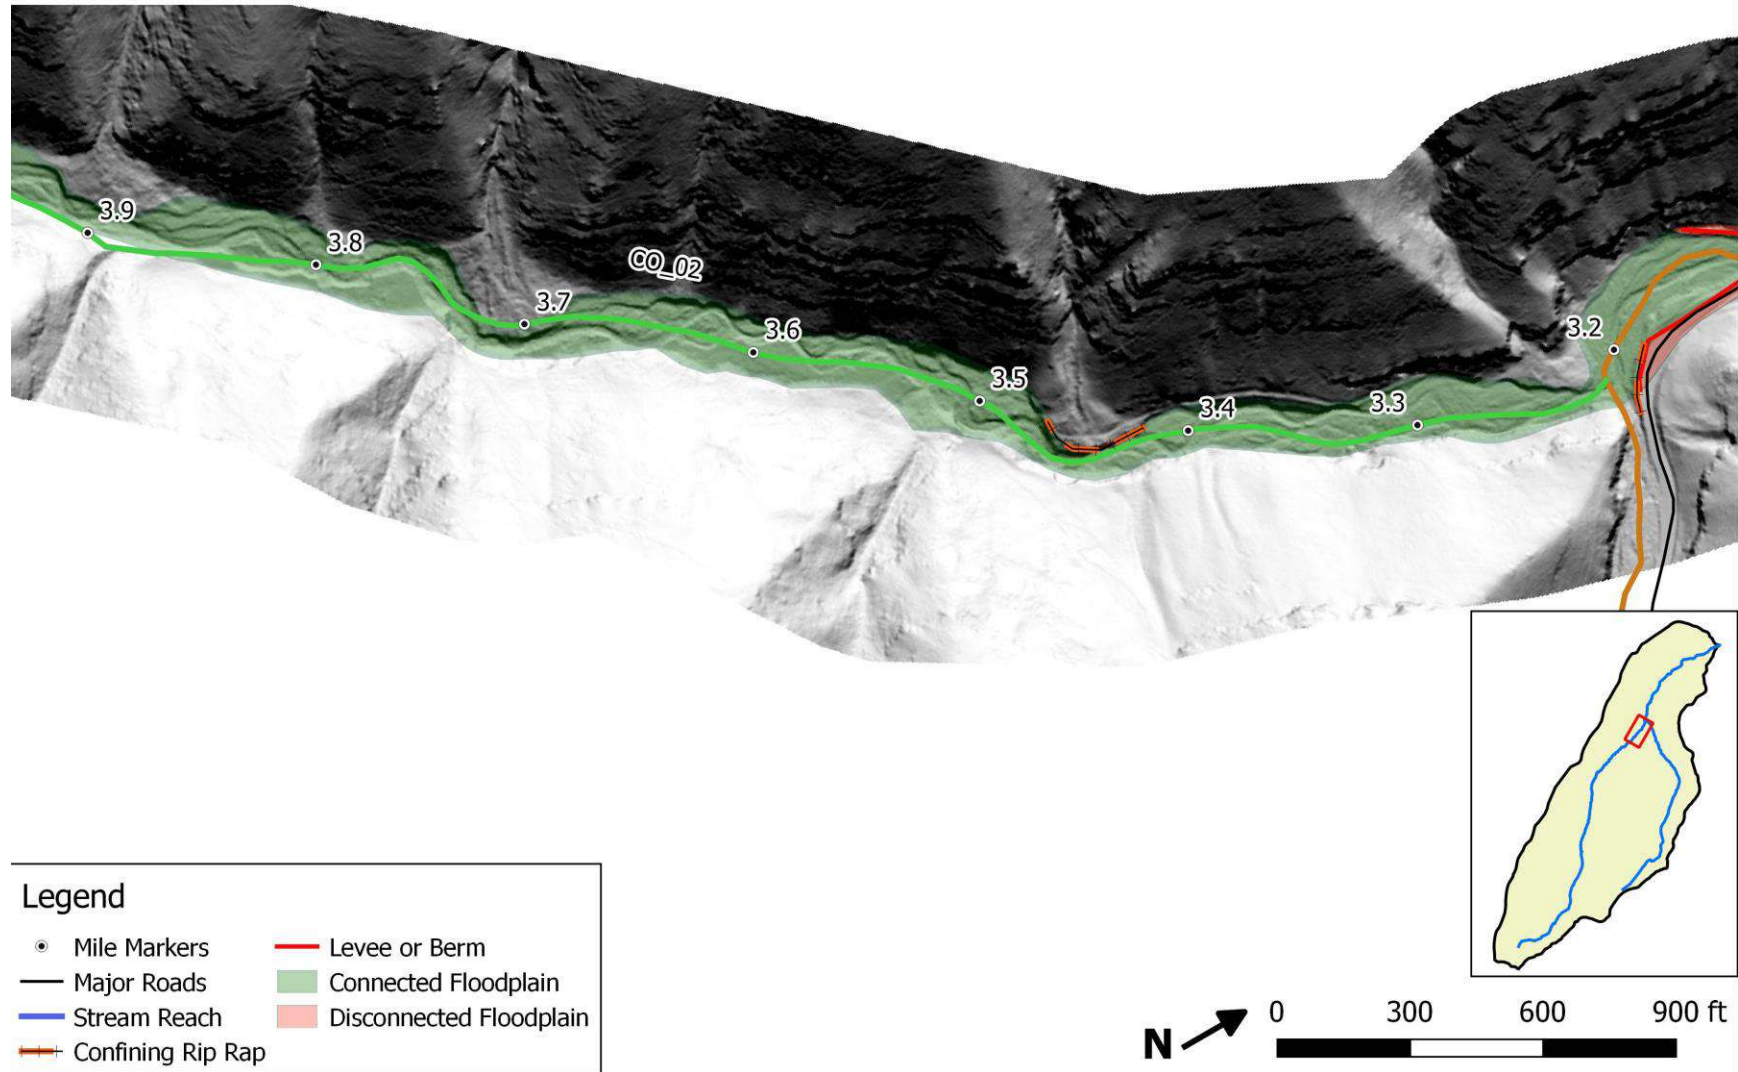 3.9
3.8
CO_02
3.7
3.6
3.5
3.4
3.3
3.2
Legend
Mile Markers
Major Roads
Stream Reach
Confining Rip Rap
Levee or Berm
Connected Floodplain
Disconnected Floodplain
N
0 300 600 900 ft